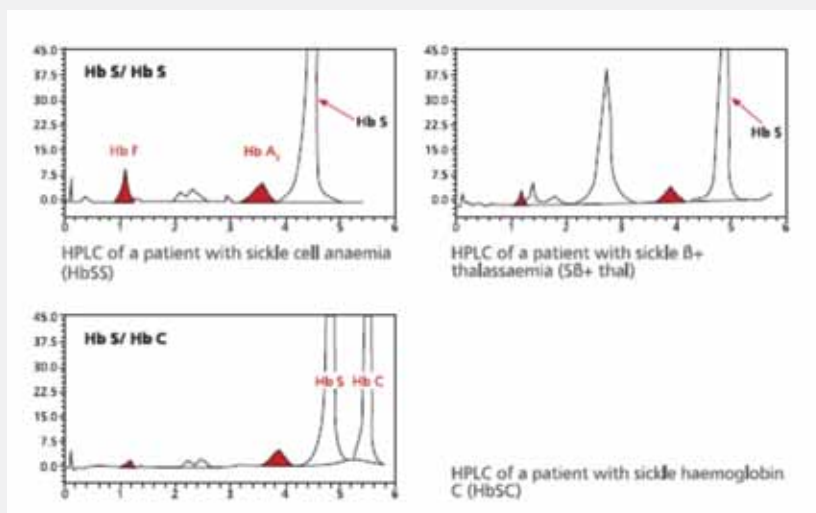 45.0
37.5
30.0
22.5
15.0
7.5
0.0
Hb S/ Hb S
Hb F
Hb A2
Hb S
0 1 2 3 4 5 6
HPLC of a patient with sickle cell anaemia
(HbSS)
45.0
37.5
30.0
22.5
15.0
7.5
0.0
Hb S
0 1 2 3 4 5 6
HPLC of a patient with sickle ß+
thalassaemia (Sß+ thal)
45.0
37.5
30.0
22.5
15.0
7.5
0.0
Hb S/ Hb C
Hb S Hb C
0 1 2 3 4 5 6
HPLC of a patient with sickle haemoglobin
C (HbSC)